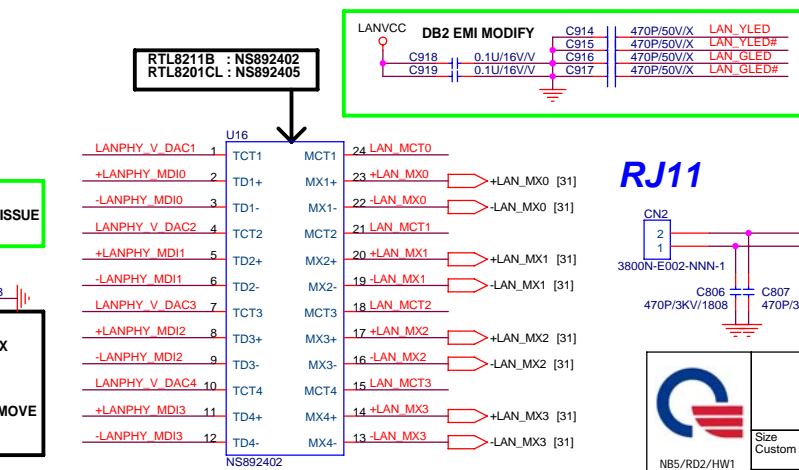 LANVCC
DB2 EMI MODIFY
C918 0.1U/16V/V
C919 0.1U/16V/V
C914 470P/50V/X LAN_YLED
C915 470P/50V/X LAN_YLED#
C916 470P/50V/X LAN_GLED
C917 470P/50V/X LAN_GLED#
RTL8211B : NS892402
RTL8201CL : NS892405
U16
LANPHY_V_DAC1 1 TCT1 MCT1 24 LAN_MCT0
+LANPHY_MDI0 2 TD1+ MX1+ 23 +LAN_MX0 +LAN_MX0 [31]
-LANPHY_MDI0 3 TD1- MX1- 22 -LAN_MX0 -LAN_MX0 [31]
LANPHY_V_DAC2 4 TCT2 MCT2 21 LAN_MCT1
+LANPHY_MDI1 5 TD2+ MX2+ 20 +LAN_MX1 +LAN_MX1 [31]
-LANPHY_MDI1 6 TD2- MX2- 19 -LAN_MX1 -LAN_MX1 [31]
LANPHY_V_DAC3 7 TCT3 MCT3 18 LAN_MCT2
+LANPHY_MDI2 8 TD3+ MX3+ 17 +LAN_MX2 +LAN_MX2 [31]
-LANPHY_MDI2 9 TD3- MX3- 16 -LAN_MX2 -LAN_MX2 [31]
LANPHY_V_DAC4 10 TCT4 MCT4 15 LAN_MCT3
+LANPHY_MDI3 11 TD4+ MX4+ 14 +LAN_MX3 +LAN_MX3 [31]
-LANPHY_MDI3 12 TD4- MX4- 13 -LAN_MX3 -LAN_MX3 [31]
NS892402
ISSUE
X
MOVE
RJ11
CN2
2
1
3800N-E002-NNN-1
C806
470P/3KV/1808
C807
470P/3
NB5/RD2/HW1
Size
Custom